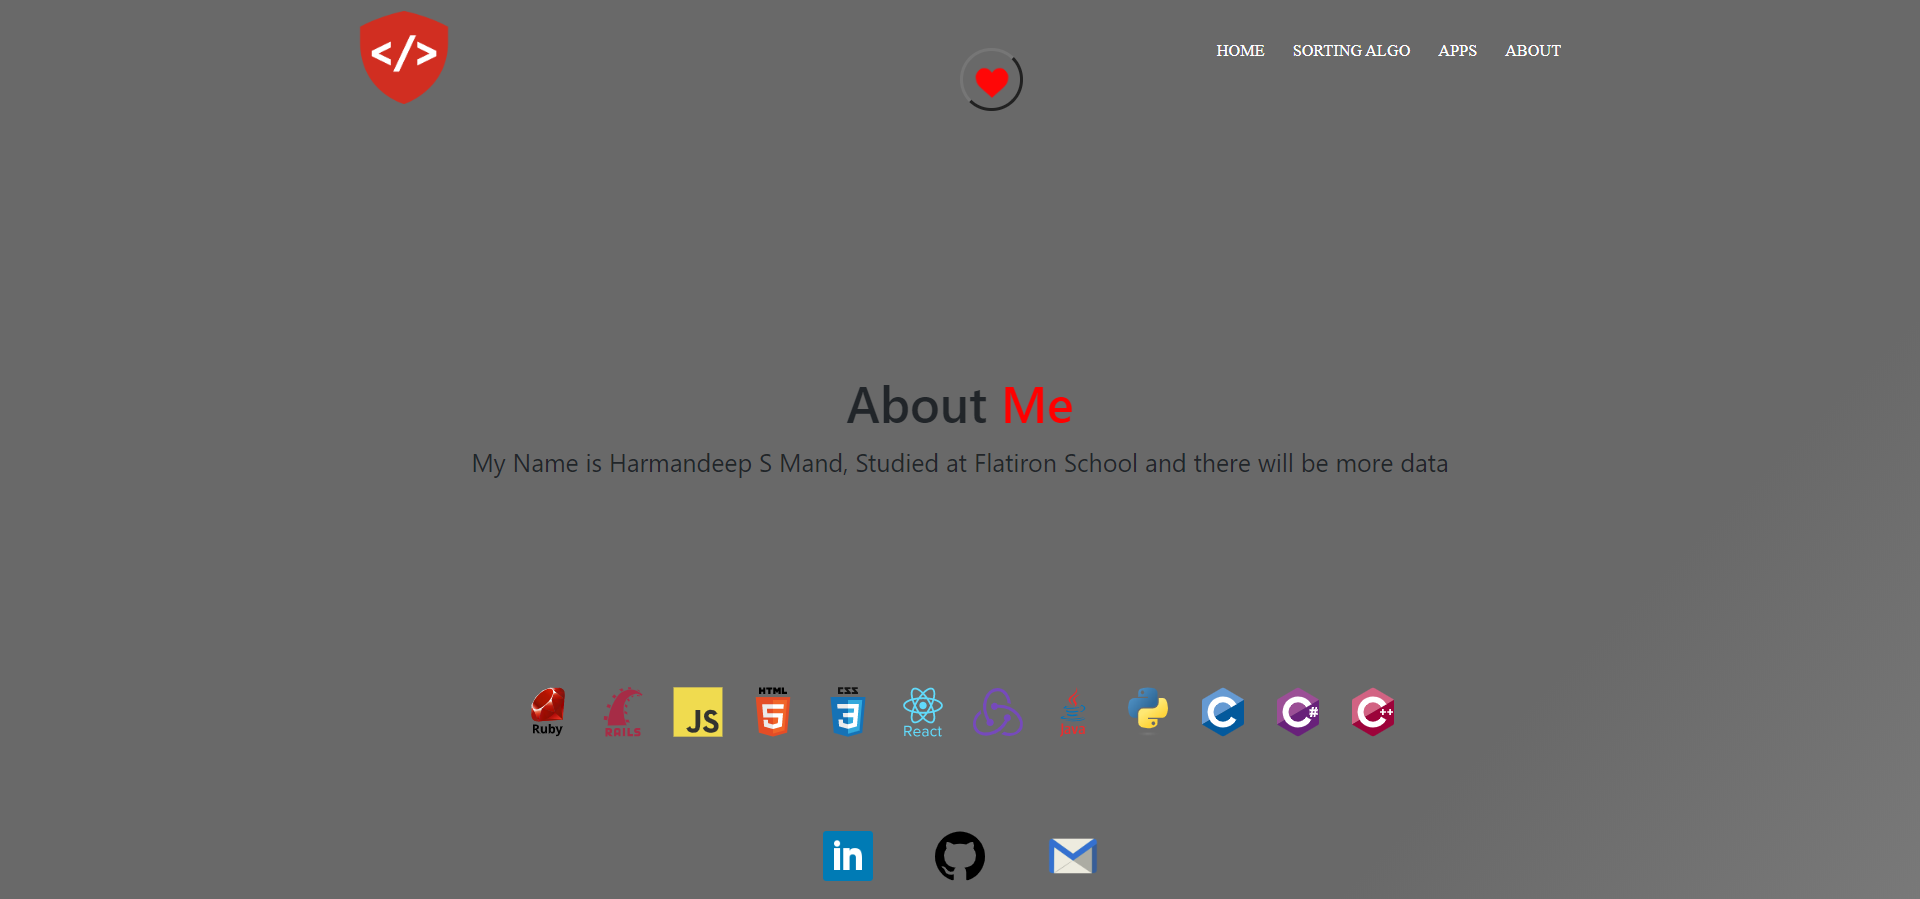 </>
HOME SORTING ALGO APPS ABOUT
About Me
My Name is Harmandeep S Mand, Studied at Flatiron School and there will be more data
Ruby RAILS JS HTML 5 CSS 3 React Java C C# C++
in